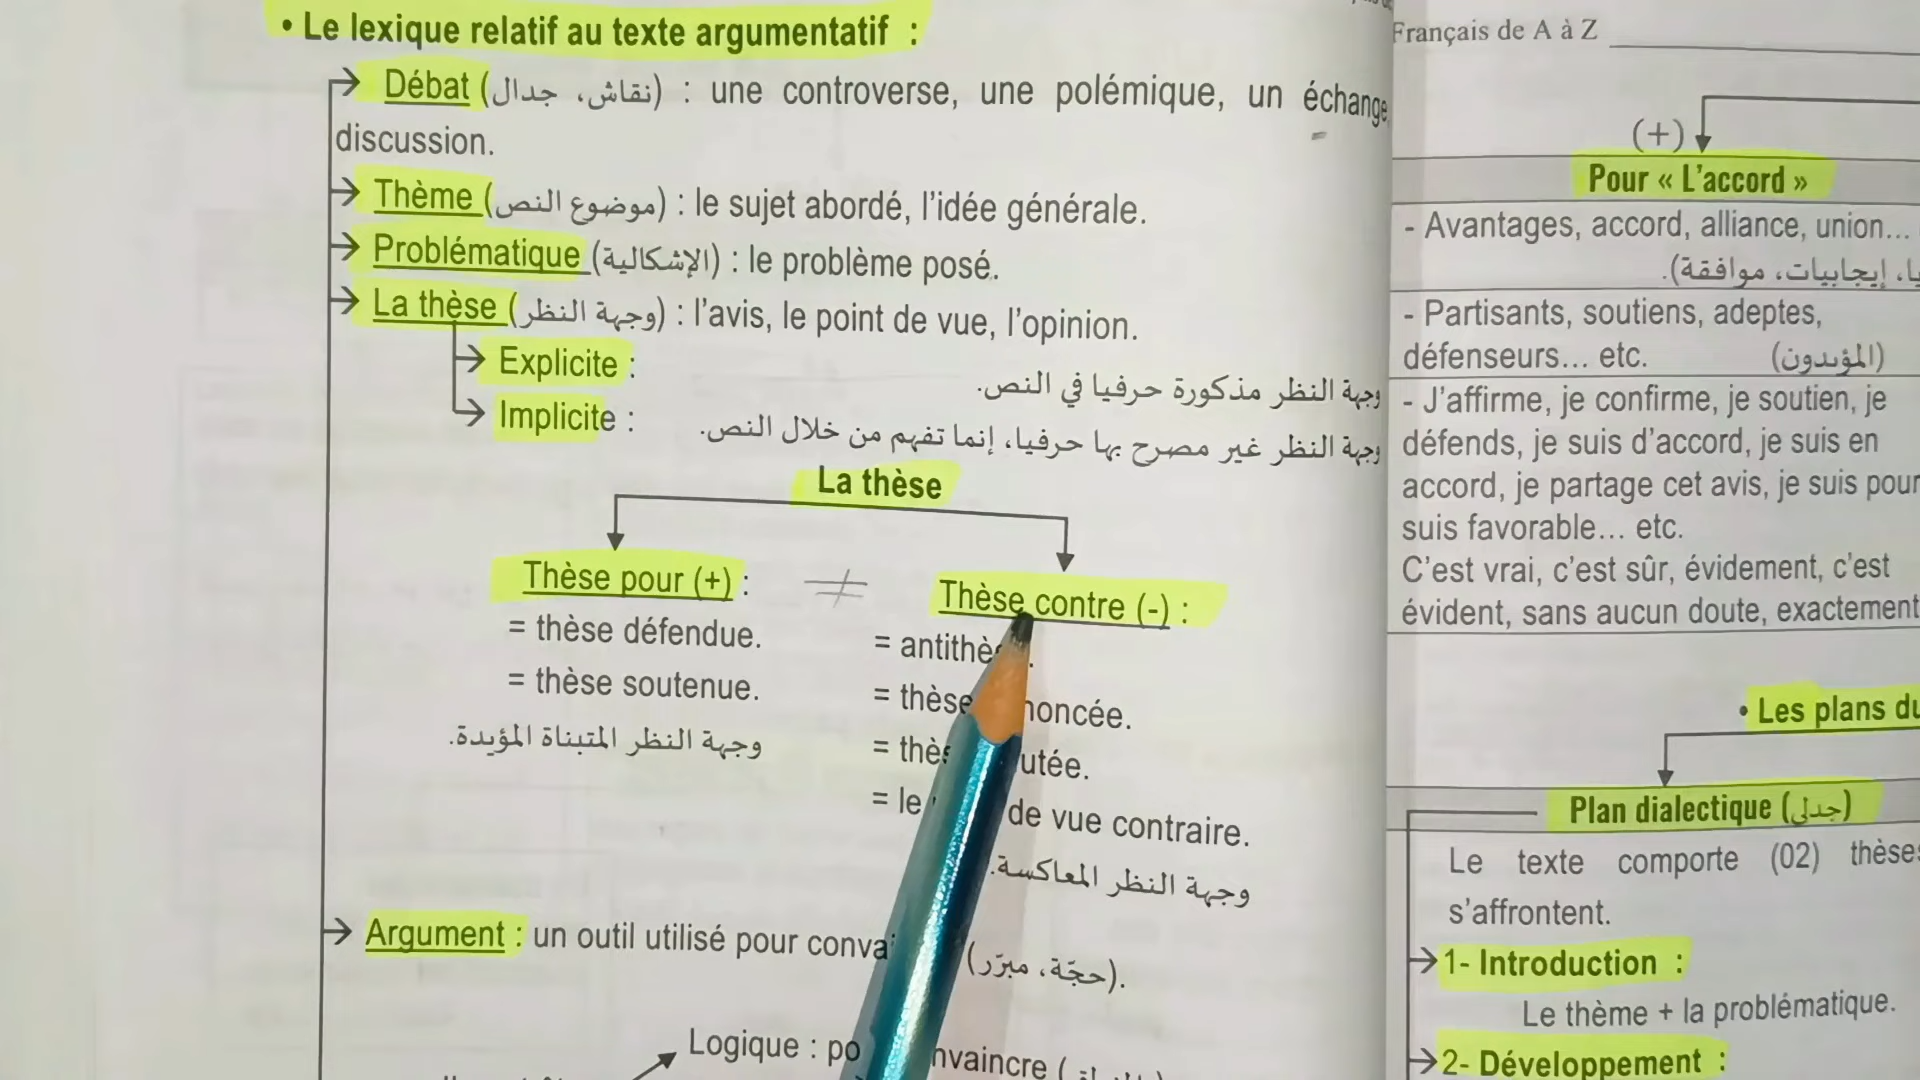 • Le lexique relatif au texte argumentatif :
Débat (نقاش، جدال) : une controverse, une polémique, un échange
discussion.
Thème (موضوع النص) : le sujet abordé, l'idée générale.
Problématique (الإشكالية) : le problème posé.
La thèse (وجهة النظر) : l'avis, le point de vue, l'opinion.
Explicite :
وجهة النظر مذكورة حرفيا في النص.
Implicite :
وجهة النظر غير مصرح بها حرفيا، إنما تفهم من خلال النص.
La thèse
Thèse pour (+) : ≠ Thèse contre (-) :
= thèse défendue.
= thèse soutenue.
وجهة النظر المتبناة المؤيدة.
= thèse
= le de vue contraire.
وجهة النظر المعاكسة.
Argument : un outil utilisé pour (حجّة، مبرّر).
Logique :
Français de A à Z
(+)
Pour « L'accord »
- Avantages, accord, alliance, union...
إيجابيات، موافقة).
- Partisans, soutiens, adeptes,
défenseurs... etc. (المؤيدون)
- J'affirme, je confirme, je soutien, je
défends, je suis d'accord, je suis en
accord, je partage cet avis, je suis pour
suis favorable... etc.
C'est vrai, c'est sûr, évidement, c'est
évident, sans aucun doute, exactement
• Les plans du
Plan dialectique (جدلي)
Le texte comporte (02) thèses
s'affrontent.
1- Introduction :
Le thème + la problématique.
2- Développement :